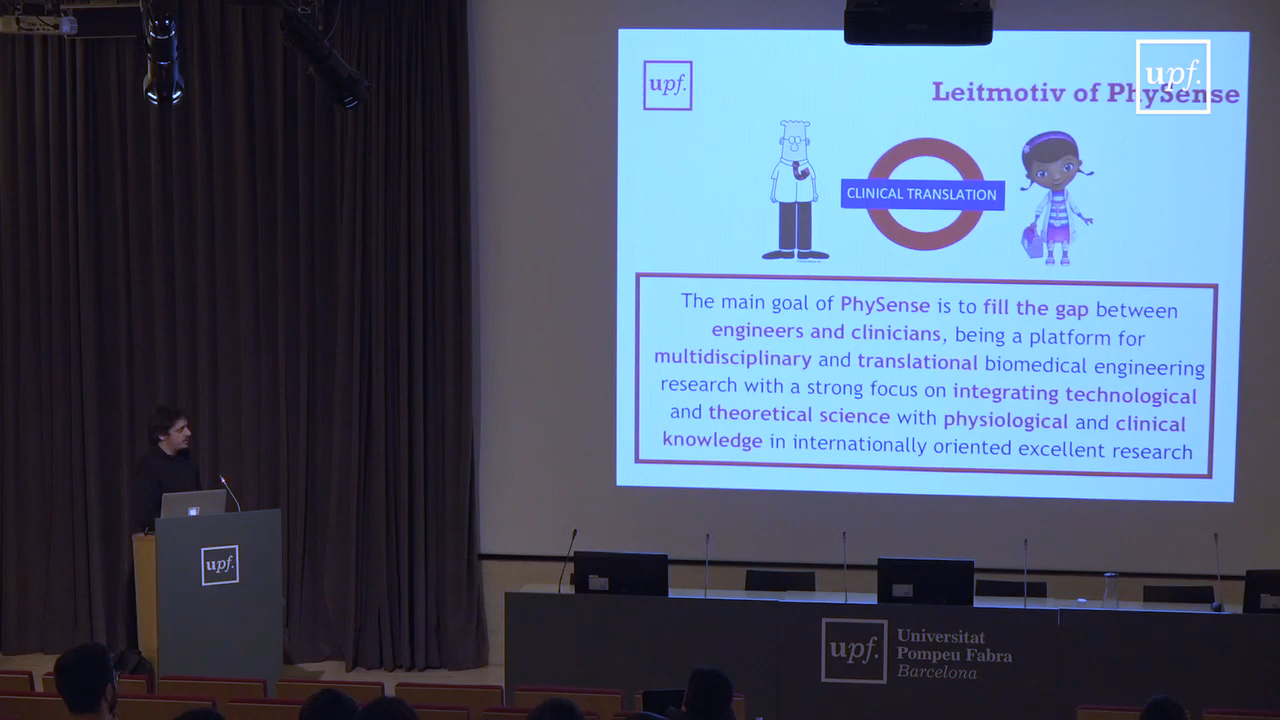 upf.
upf.
Leitmotiv of PhySense
CLINICAL TRANSLATION
The main goal of PhySense is to fill the gap between
engineers and clinicians, being a platform for
multidisciplinary and translational biomedical engineering
research with a strong focus on integrating technological
and theoretical science with physiological and clinical
knowledge in internationally oriented excellent research
upf.
upf.
Universitat
Pompeu Fabra
Barcelona